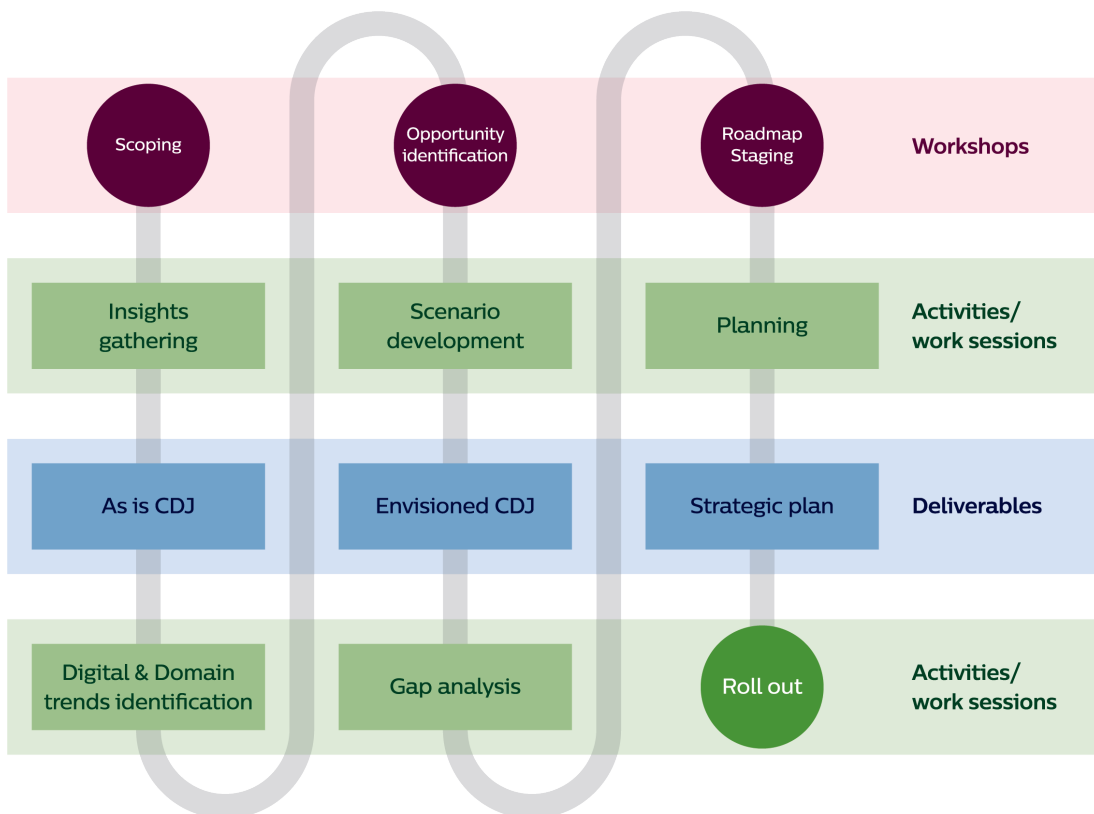 Scoping
Opportunity
identification
Roadmap
Staging
Workshops
Insights
gathering
Scenario
development
Planning
Activities/
work sessions
As is CDJ
Envisioned CDJ
Strategic plan
Deliverables
Digital & Domain
trends identification
Gap analysis
Roll out
Activities/
work sessions